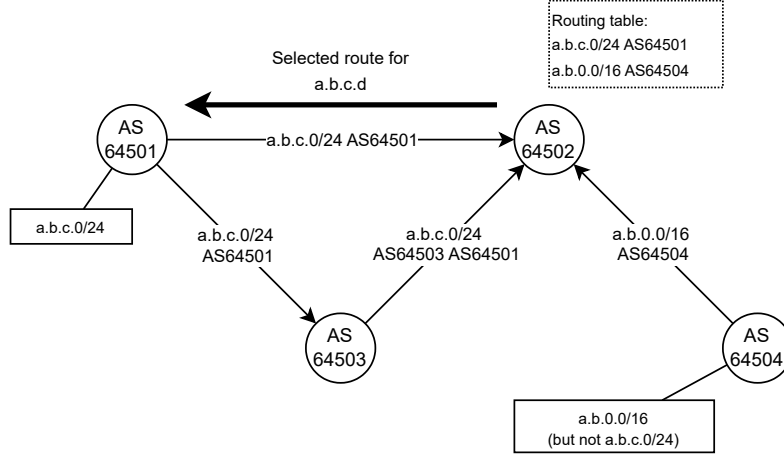 Routing table:
a.b.c.0/24 AS64501
a.b.0.0/16 AS64504
Selected route for
a.b.c.d
AS
64501
a.b.c.0/24 AS64501
AS
64502
a.b.c.0/24
a.b.c.0/24
AS64501
a.b.c.0/24
AS64503 AS64501
a.b.0.0/16
AS64504
AS
64503
AS
64504
a.b.0.0/16
(but not a.b.c.0/24)